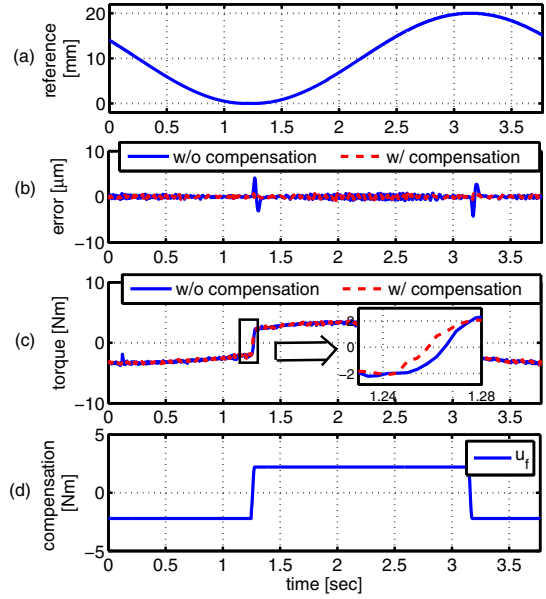 (a)
reference
[mm]
20
10
0
0 0.5 1 1.5 2 2.5 3 3.5
(b)
error [µm]
10
0
−10
w/o compensation w/ compensation
0 0.5 1 1.5 2 2.5 3 3.5
(c)
torque [Nm]
10
0
−10
w/o compensation w/ compensation
2
0
−2
1.24 1.28
0 0.5 1 1.5 2 2.5 3 3.5
(d)
compensation
[Nm]
5
0
−5
u_f
0 0.5 1 1.5 2 2.5 3 3.5
time [sec]